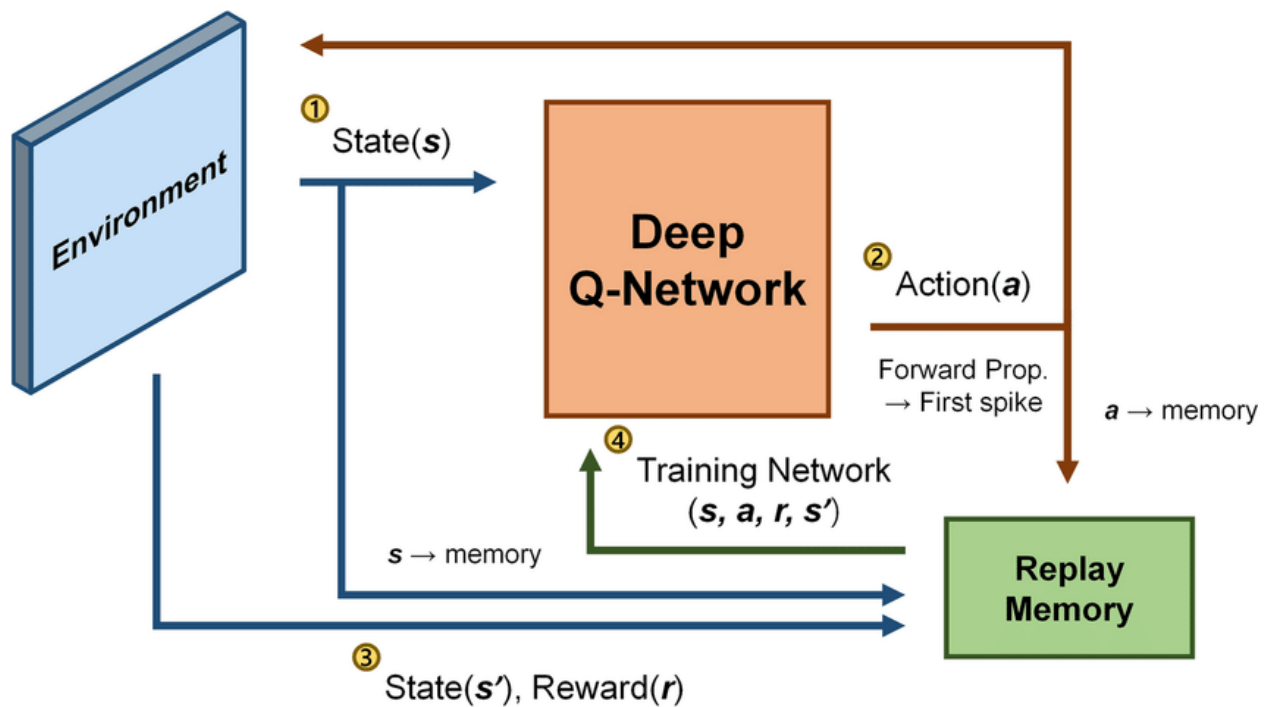 Environment
①
State(s)
Deep
Q-Network
②
Action(a)
Forward Prop.
→ First spike
a → memory
④
Training Network
(s, a, r, s′)
s → memory
Replay
Memory
③
State(s′), Reward(r)